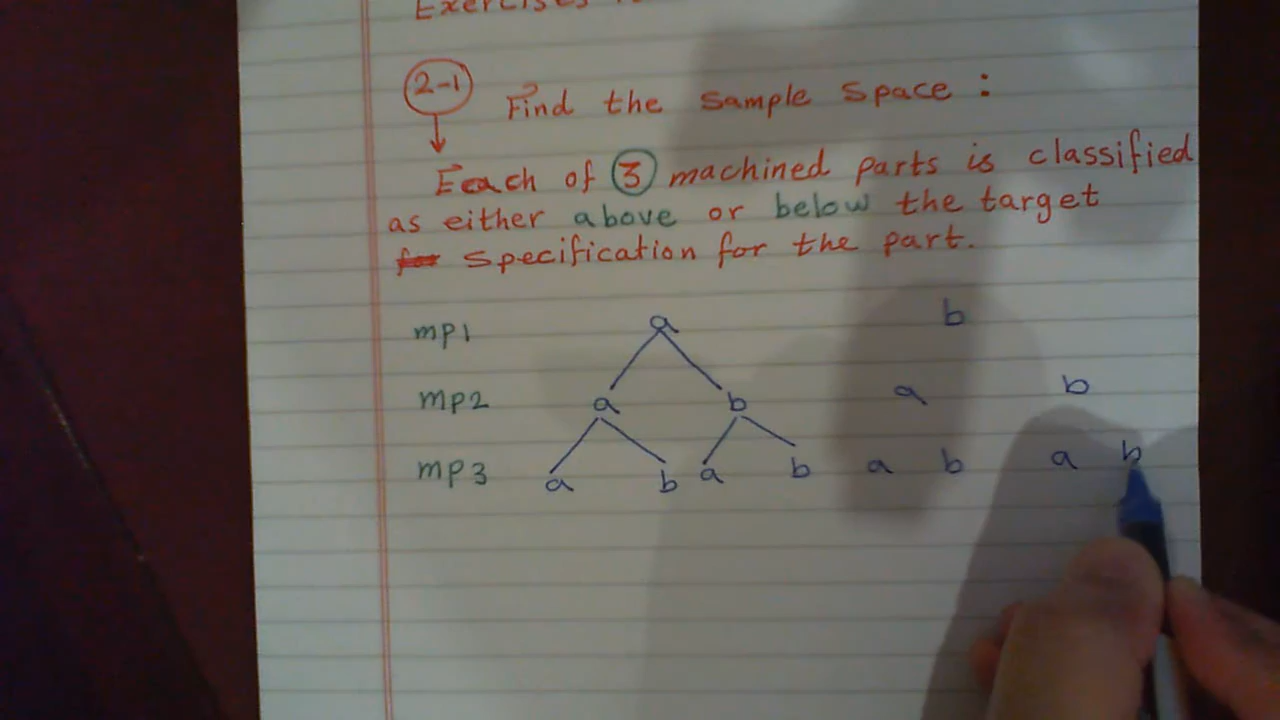 Exercises
2-1 Find the sample space :
Each of 3 machined parts is classified
as either above or below the target
specification for the part.
mp1 a b
mp2 a b a b
mp3 a b a b a b a b